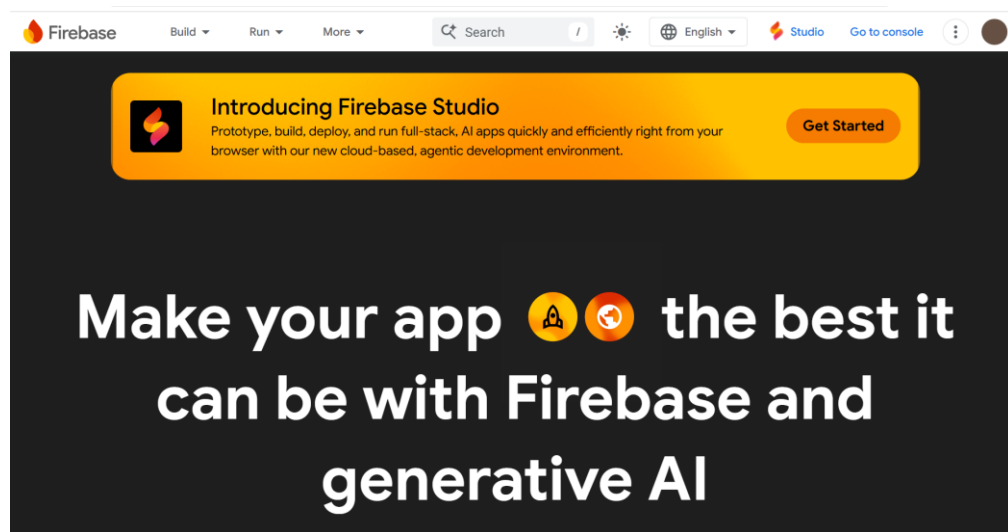 Firebase
Build
Run
More
Search
/
English
Studio
Go to console
Introducing Firebase Studio
Prototype, build, deploy, and run full-stack, AI apps quickly and efficiently right from your
browser with our new cloud-based, agentic development environment.
Get Started
Make your app the best it
can be with Firebase and
generative AI